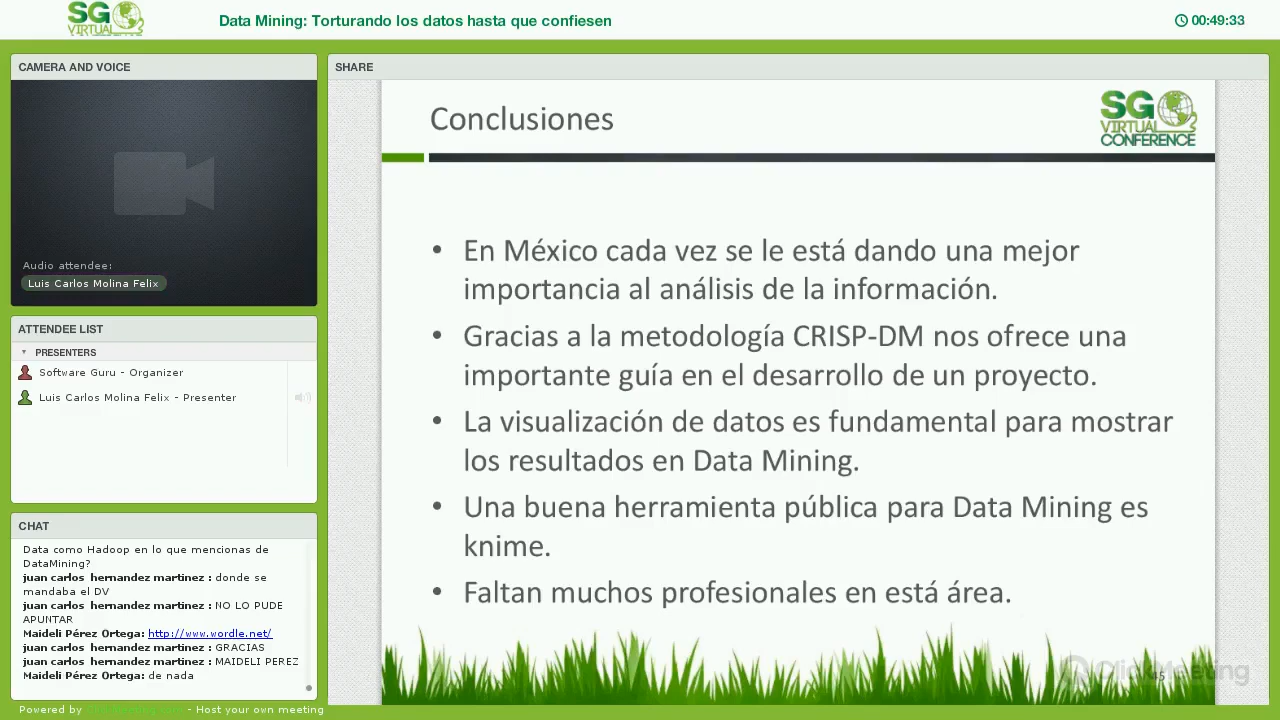 SG
VIRTUAL
Data Mining: Torturando los datos hasta que confiesen
00:49:33
CAMERA AND VOICE
Audio attendee:
Luis Carlos Molina Felix
ATTENDEE LIST
PRESENTERS
Software Guru - Organizer
Luis Carlos Molina Felix - Presenter
CHAT
Data como Hadoop en lo que mencionas de
DataMining?
juan carlos hernandez martinez : donde se
mandaba el DV
juan carlos hernandez martinez : NO LO PUDE
APUNTAR
Maideli Pérez Ortega: http://www.wordle.net/
juan carlos hernandez martinez : GRACIAS
juan carlos hernandez martinez : MAIDELI PEREZ
Maideli Pérez Ortega: de nada
Powered by ClickMeeting.com - Host your own meeting
SHARE
Conclusiones
SG
VIRTUAL
CONFERENCE
• En México cada vez se le está dando una mejor
importancia al análisis de la información.
• Gracias a la metodología CRISP-DM nos ofrece una
importante guía en el desarrollo de un proyecto.
• La visualización de datos es fundamental para mostrar
los resultados en Data Mining.
• Una buena herramienta pública para Data Mining es
knime.
• Faltan muchos profesionales en está área.
ClickMeeting